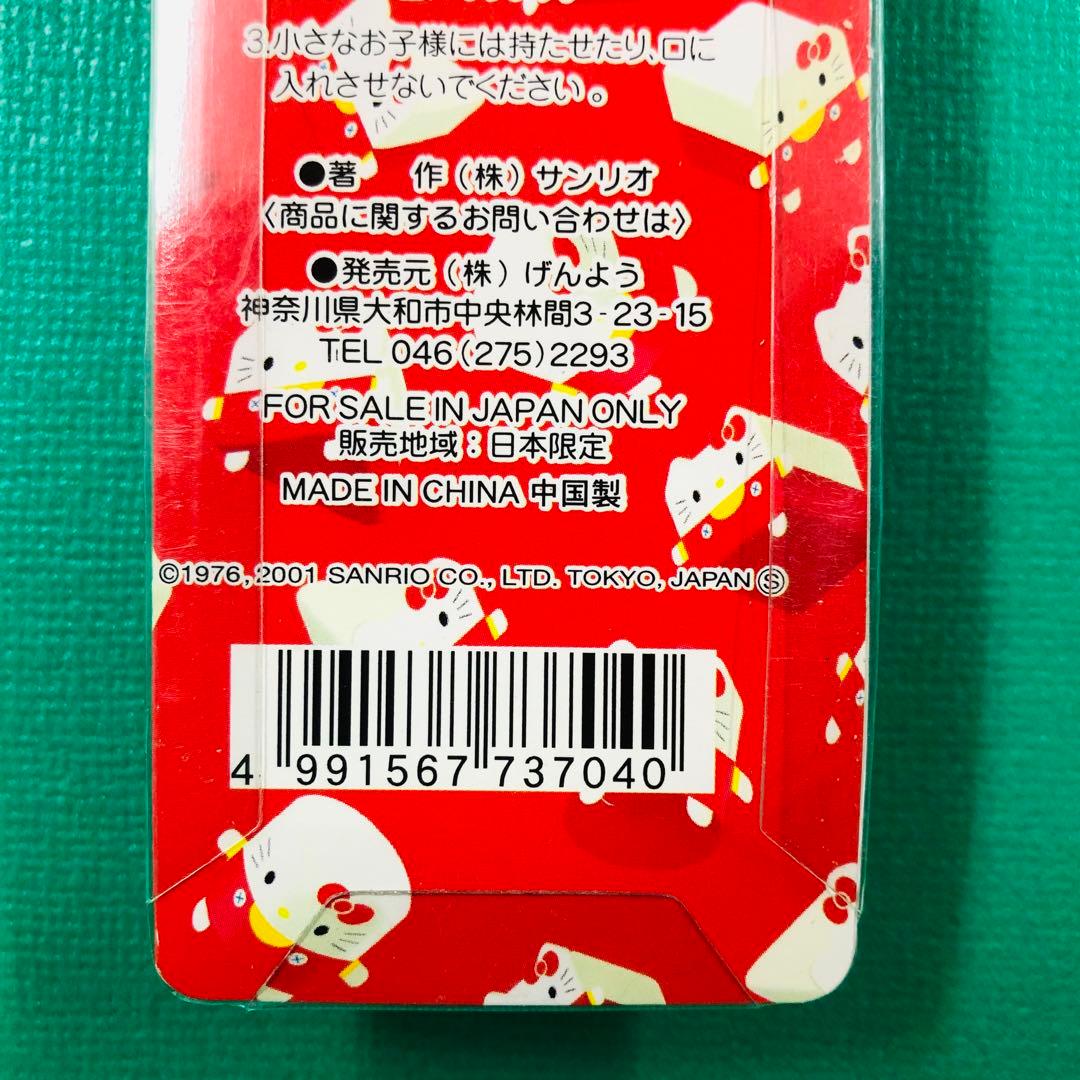 3.小さなお子様には持たせたり、口に
入れさせないでください。
●著　作（株）サンリオ
〈商品に関するお問い合わせは〉
●発売元（株）げんよう
神奈川県大和市中央林間3-23-15
TEL 046(275)2293
FOR SALE IN JAPAN ONLY
販売地域：日本限定
MADE IN CHINA 中国製
©1976,2001 SANRIO CO., LTD. TOKYO, JAPAN Ⓢ
4 991567 737040